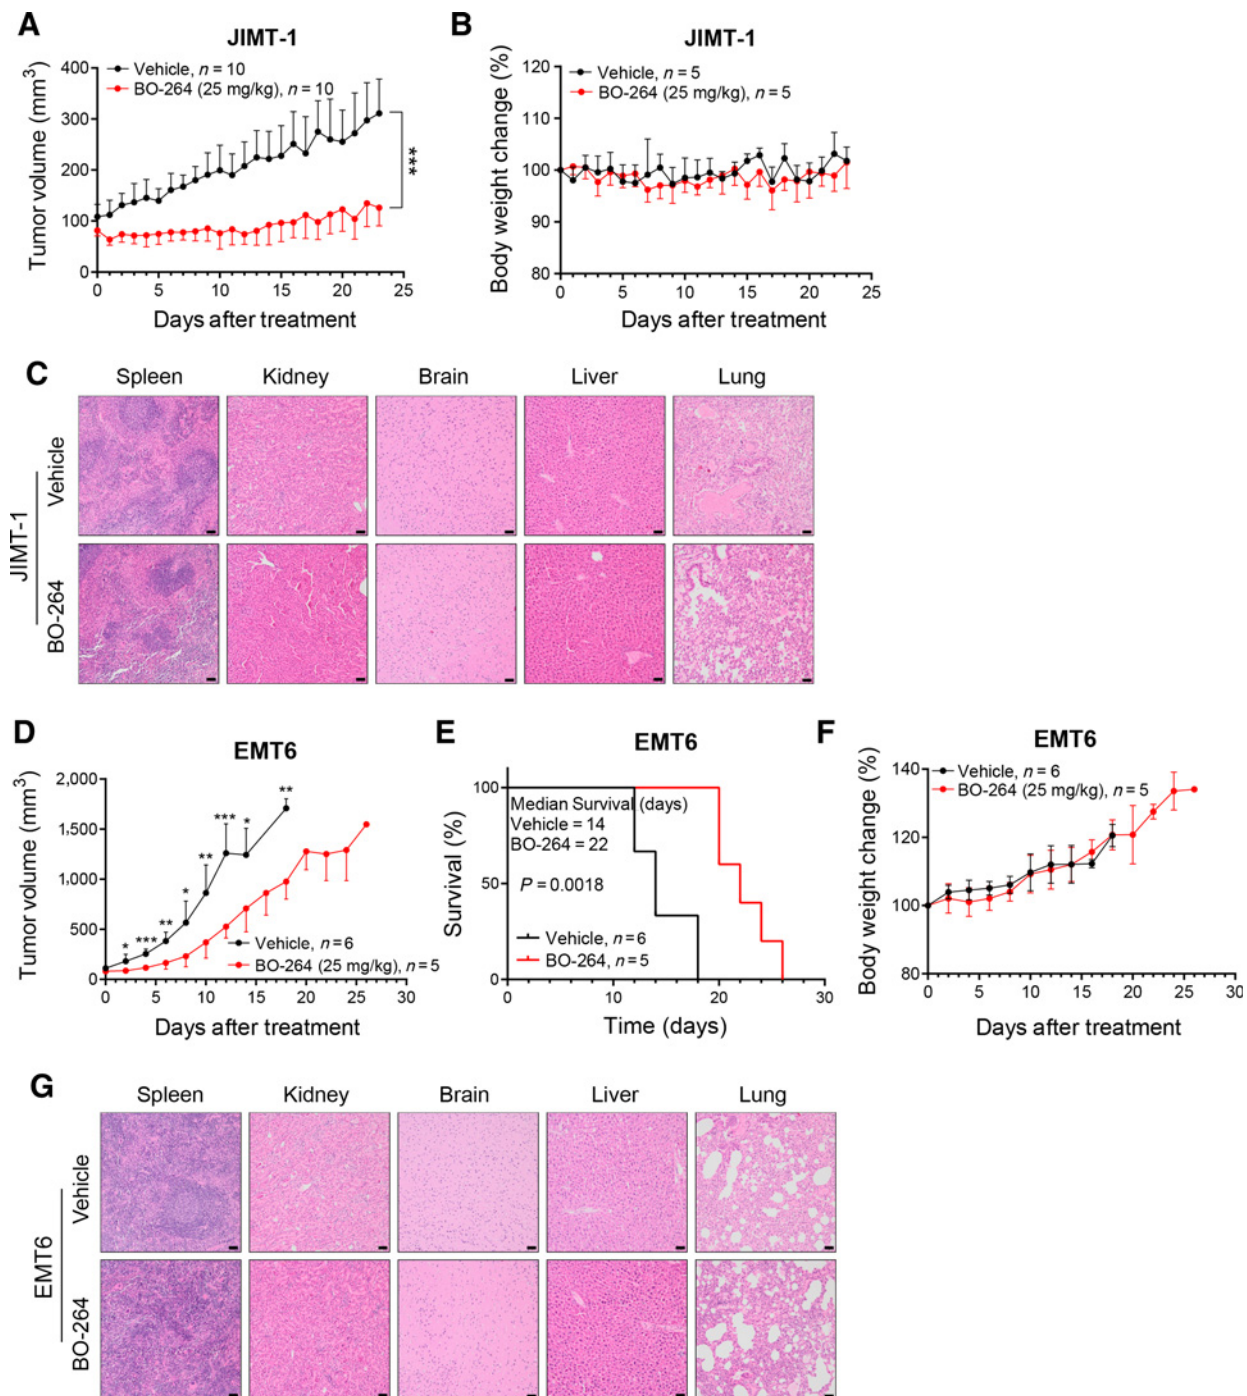 A
JIMT-1
Vehicle, n = 10
BO-264 (25 mg/kg), n = 10
Tumor volume (mm³)
400
300
200
100
0
***
0 5 10 15 20 25
Days after treatment
B
JIMT-1
Vehicle, n = 5
BO-264 (25 mg/kg), n = 5
Body weight change (%)
120
110
100
90
80
0 5 10 15 20 25
Days after treatment
C
Spleen Kidney Brain Liver Lung
JIMT-1
Vehicle
BO-264
D
EMT6
Tumor volume (mm³)
2,000
1,500
1,000
500
0
* *** ** * ** *** * **
Vehicle, n = 6
BO-264 (25 mg/kg), n = 5
0 5 10 15 20 25 30
Days after treatment
E
EMT6
Survival (%)
100
50
0
Median Survival (days)
Vehicle = 14
BO-264 = 22
P = 0.0018
Vehicle, n = 6
BO-264, n = 5
0 10 20 30
Time (days)
F
EMT6
Vehicle, n = 6
BO-264 (25 mg/kg), n = 5
Body weight change (%)
140
120
100
80
0 5 10 15 20 25 30
Days after treatment
G
Spleen Kidney Brain Liver Lung
EMT6
Vehicle
BO-264